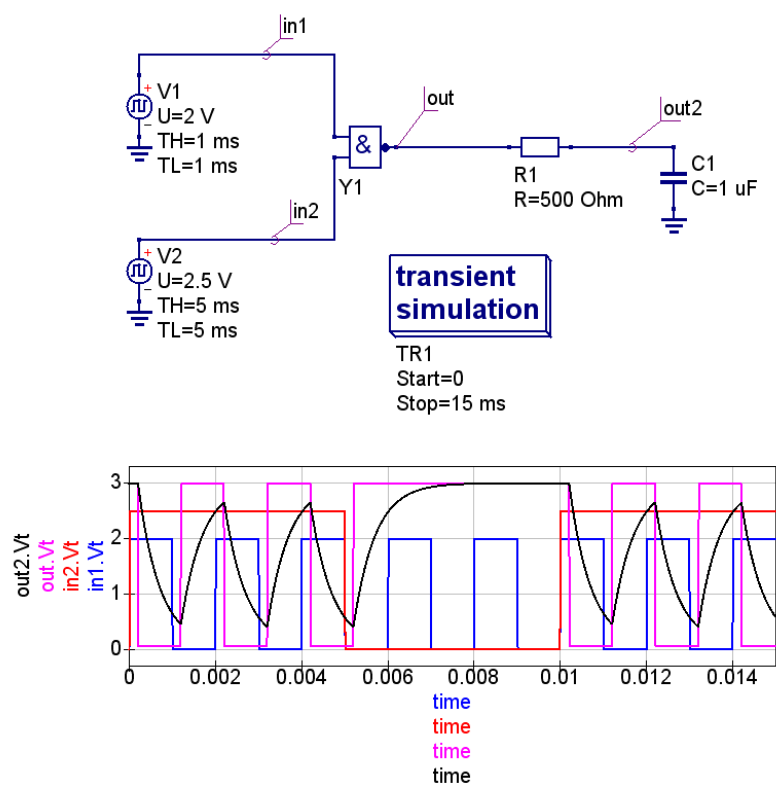 in1
V1
U=2 V
TH=1 ms
TL=1 ms
&
Y1
out
out2
R1
R=500 Ohm
C1
C=1 uF
in2
V2
U=2.5 V
TH=5 ms
TL=5 ms
transient
simulation
TR1
Start=0
Stop=15 ms
out2.Vt
out.Vt
in2.Vt
in1.Vt
3
2
1
0
0 0.002 0.004 0.006 0.008 0.01 0.012 0.014
time
time
time
time